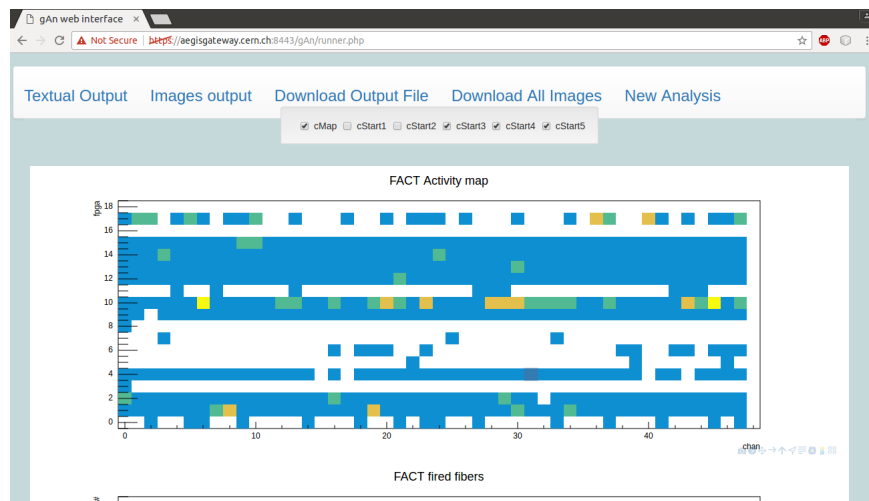 gAn web interface ×
Not Secure | https://aegisgateway.cern.ch:8443/gAn/runner.php
ABP
Textual Output Images output Download Output File Download All Images New Analysis
cMap cStart1 cStart2 cStart3 cStart4 cStart5
FACT Activity map
fpga
18
16
14
12
10
8
6
4
2
0
0 10 20 30 40
chan
FACT fired fibers
#